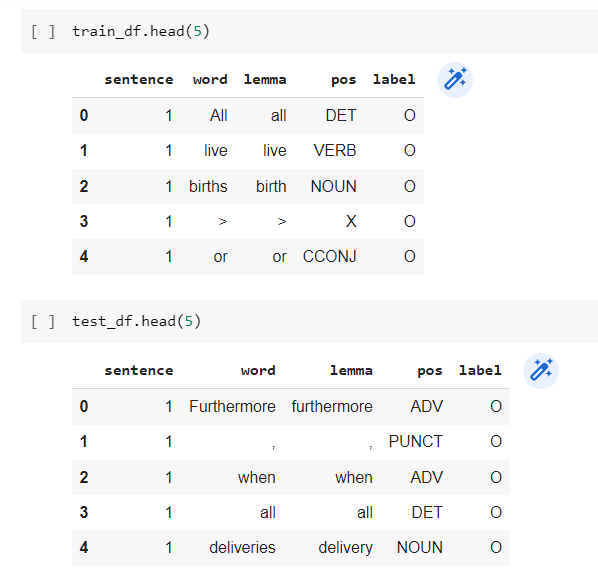 [ ] train_df.head(5)
sentence word lemma pos label
0 1 All all DET O
1 1 live live VERB O
2 1 births birth NOUN O
3 1 > > X O
4 1 or or CCONJ O
[ ] test_df.head(5)
sentence word lemma pos label
0 1 Furthermore furthermore ADV O
1 1 , , PUNCT O
2 1 when when ADV O
3 1 all all DET O
4 1 deliveries delivery NOUN O